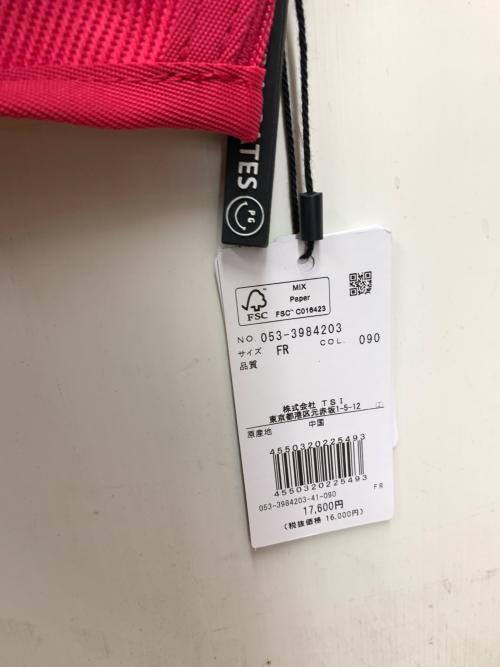 TES
PG
MIX
Paper
FSC
FSC™ C016423
NO. 053-3984203
サイズ FR COL. 090
品質
株式会社 TSI
東京都港区元赤坂1-5-12
原産地 中国
4550320225493
4550320225493
053-3984203-41-090 FR
17,600円
(税抜価格 16,000円)